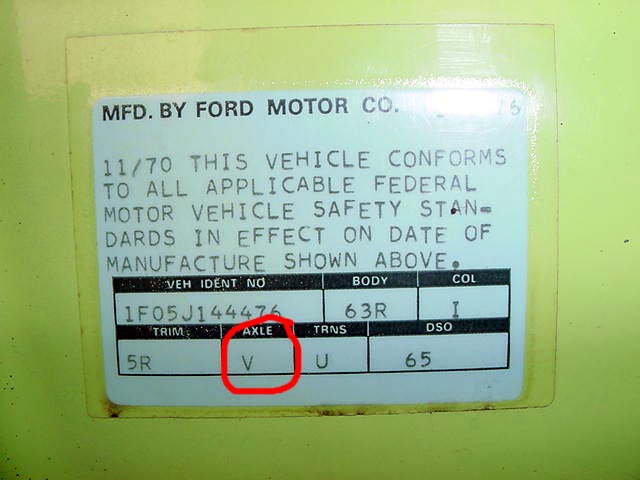 MFD. BY FORD MOTOR CO.
11/70 THIS VEHICLE CONFORMS
TO ALL APPLICABLE FEDERAL
MOTOR VEHICLE SAFETY STAN-
DARDS IN EFFECT ON DATE OF
MANUFACTURE SHOWN ABOVE.
VEH IDENT NO BODY COL
1F05J144476 63R I
TRIM AXLE TRNS DSO
5R V U 65